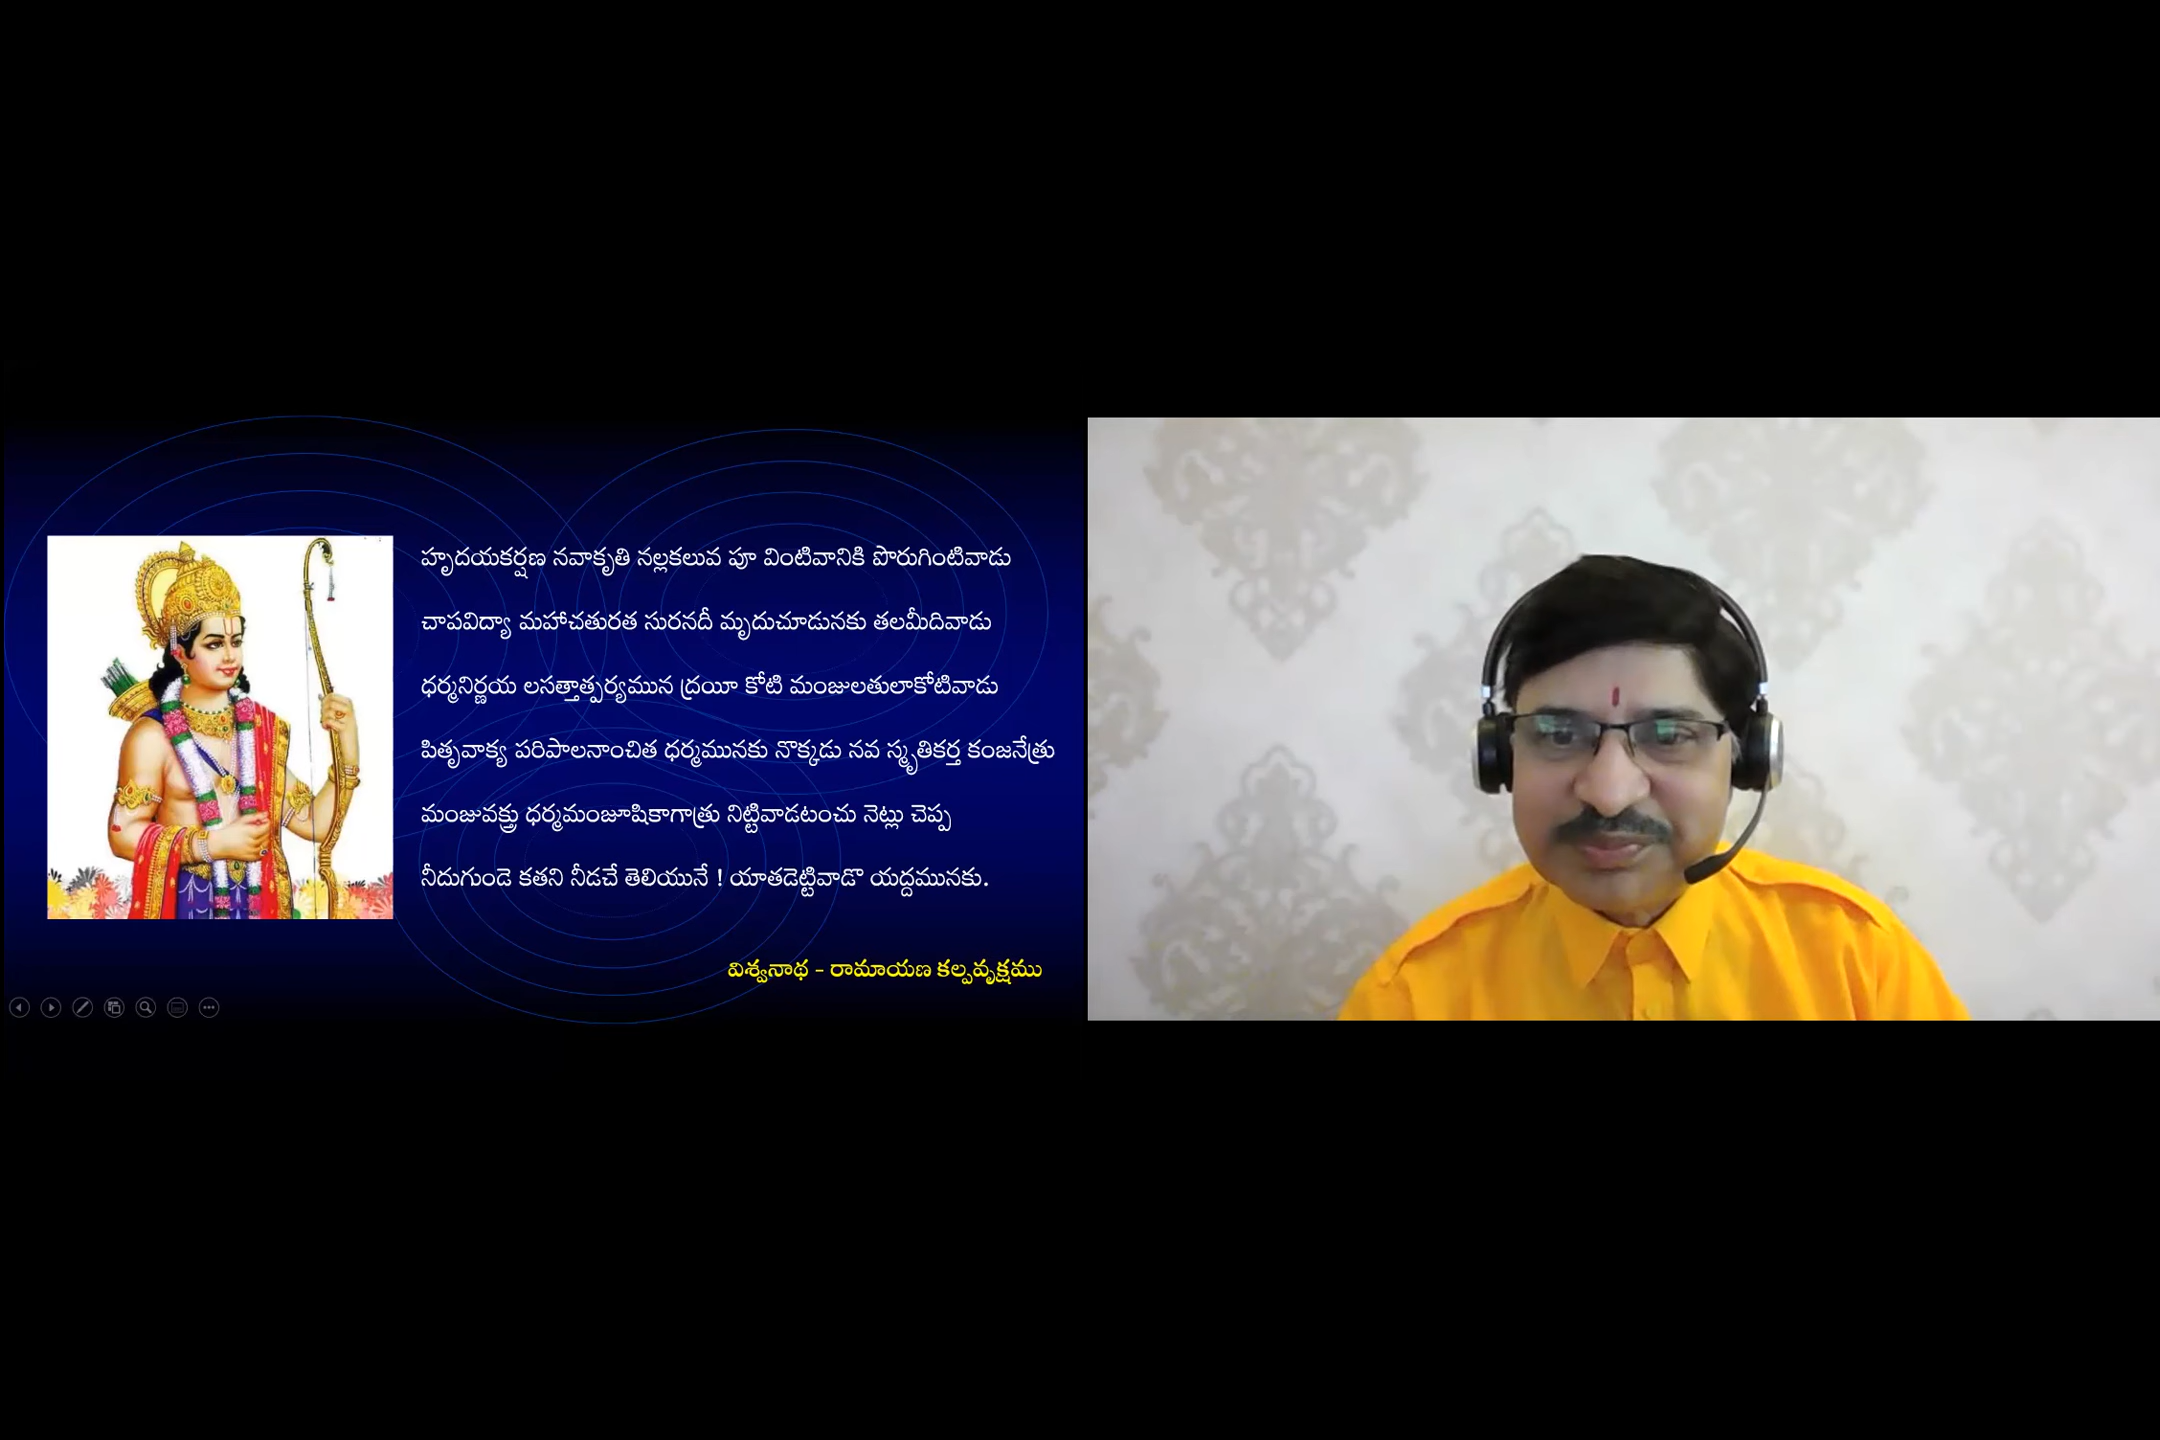 హృదయకర్షణ నవాకృతి నల్లకలువ పూ వింటివానికి పొరుగింటివాడు
చాపవిద్యా మహాచతురత సురనదీ మృదుచూడునకు తలమీదివాడు
ధర్మనిర్ణయ లసత్తాత్పర్యమున ద్రయీ కోటి మంజులతులాకోటివాడు
పితృవాక్య పరిపాలనాంచిత ధర్మమునకు నొక్కడు నవ స్మృతికర్త కంజనేత్రు
మంజువక్త్రు ధర్మమంజూషికాగాత్రు నిట్టివాడటంచు నెట్లు చెప్ప
నీదుగుండె కతని నీడచే తెలియునే ! యాతడెట్టివాడొ యద్దమునకు.
విశ్వనాథ - రామాయణ కల్పవృక్షము